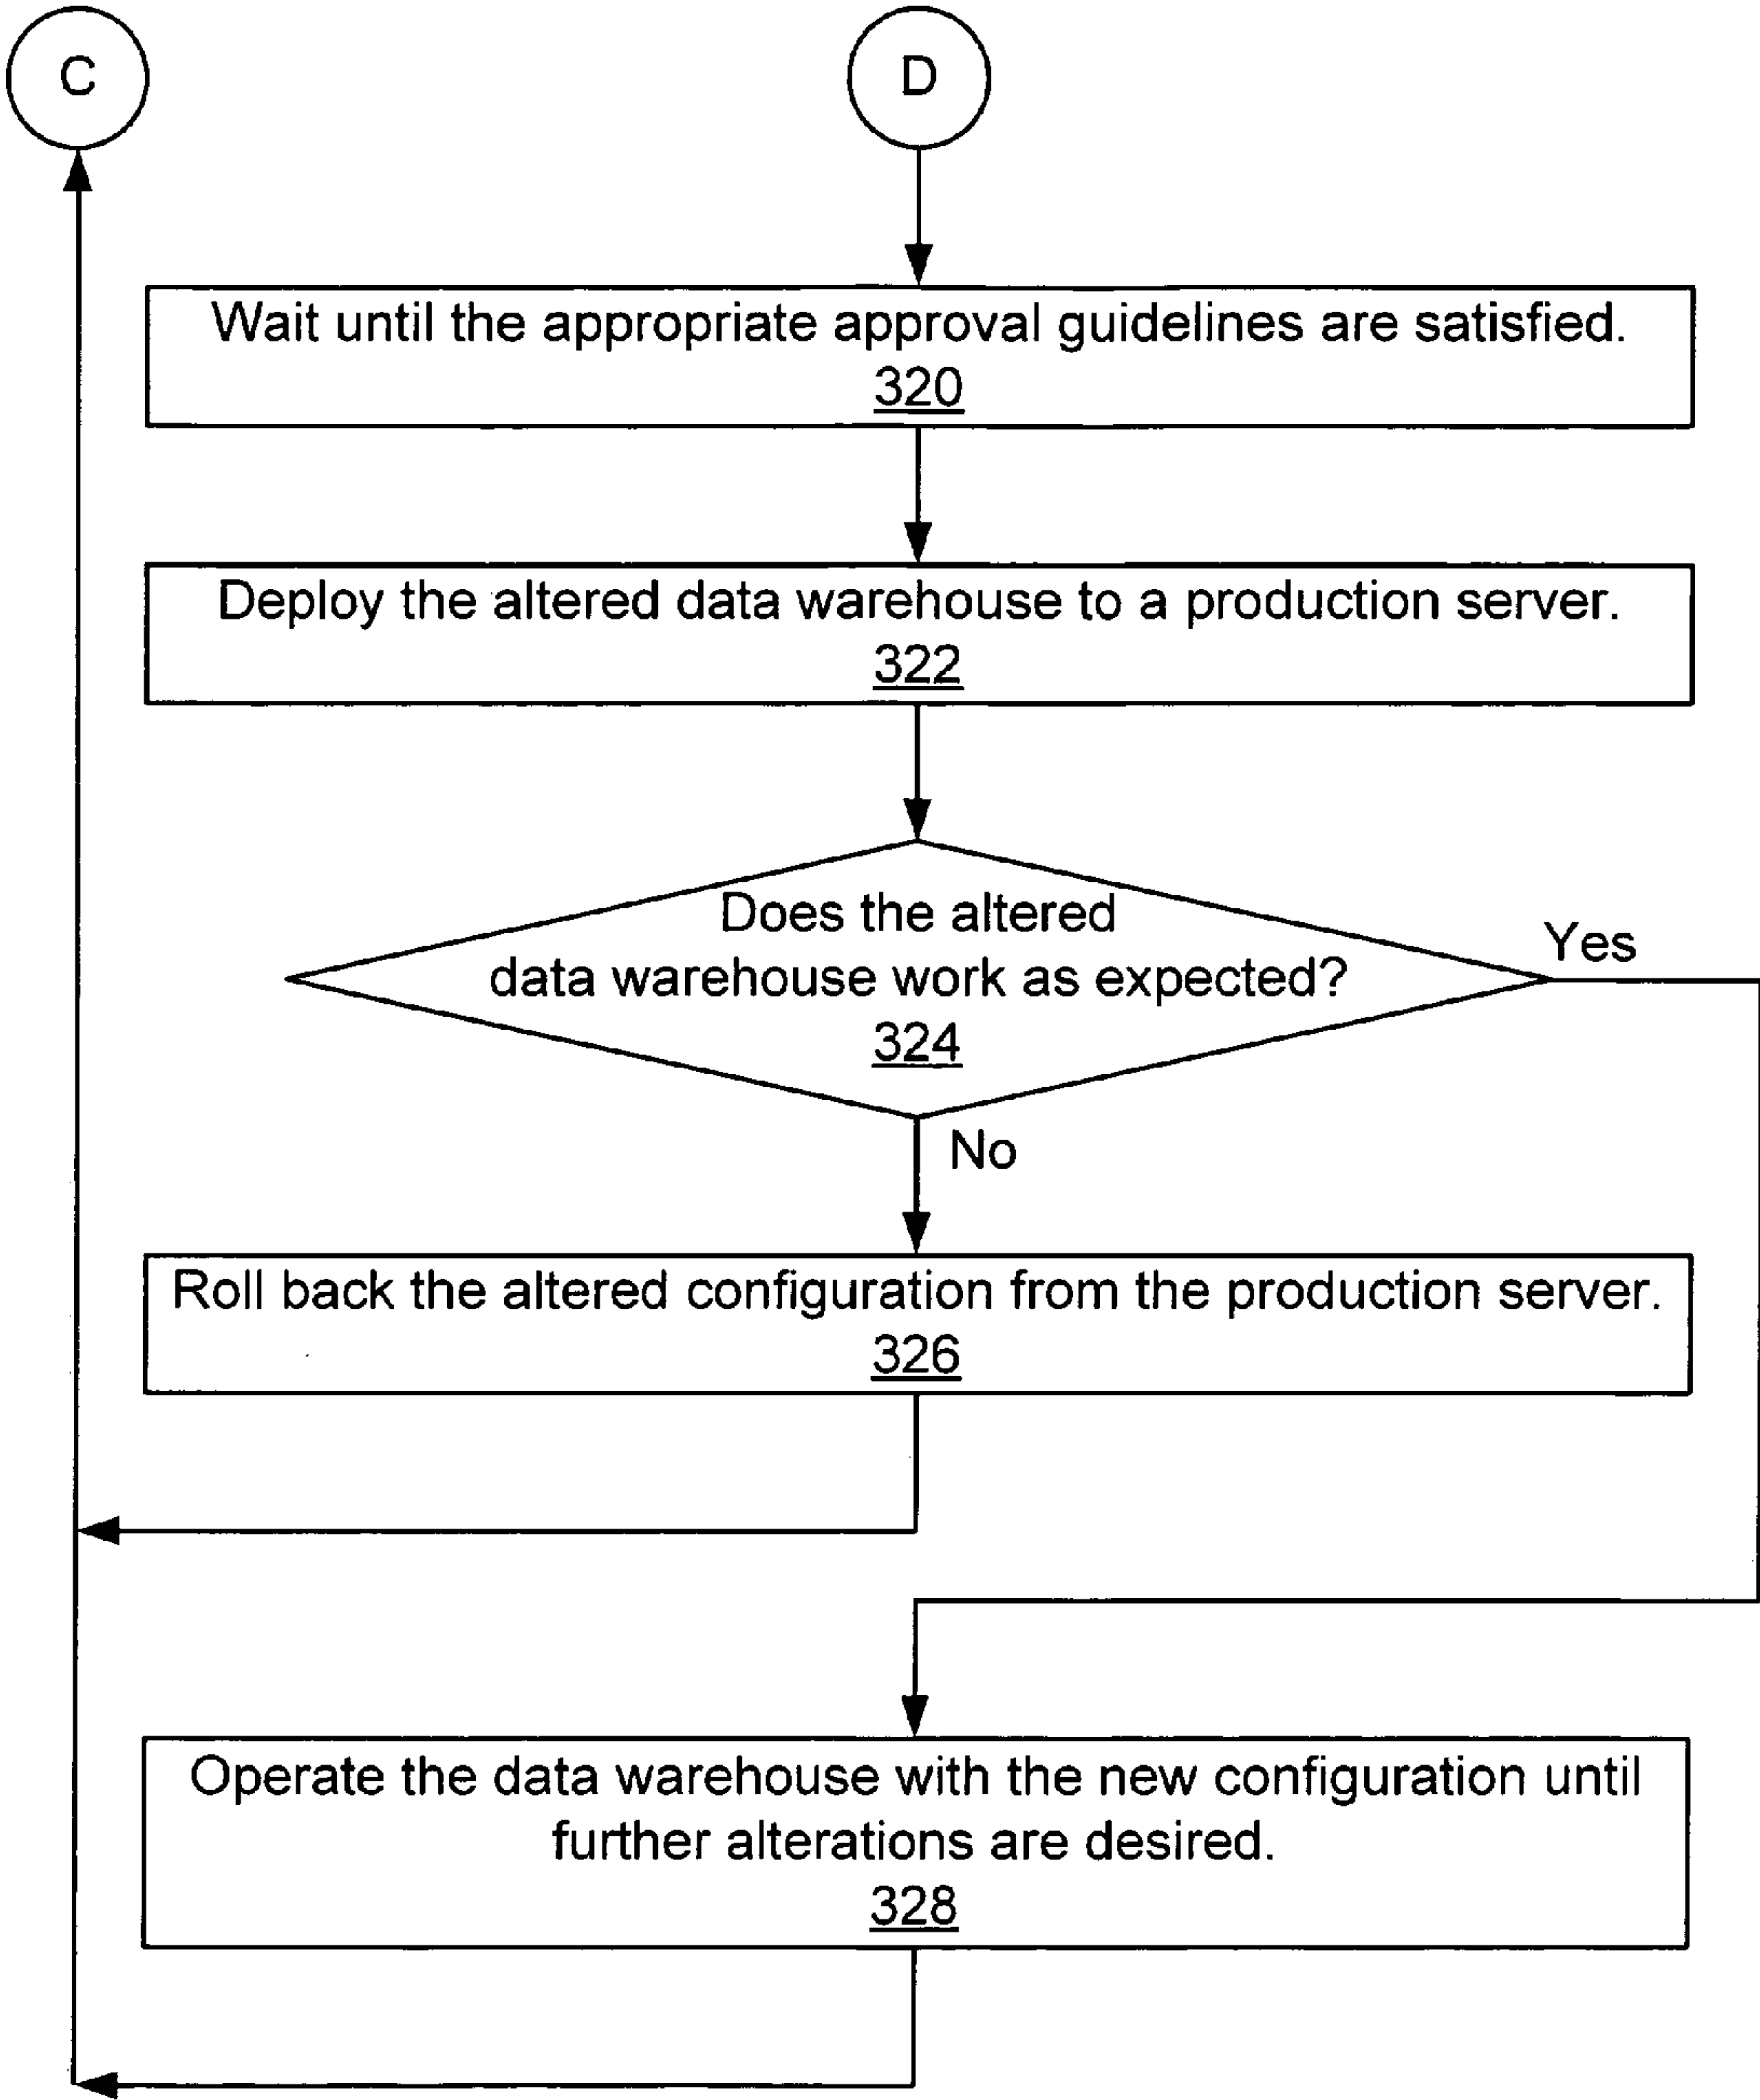 C
D
Wait until the appropriate approval guidelines are satisfied.
320
Deploy the altered data warehouse to a production server.
322
Does the altered
data warehouse work as expected?
324
Yes
No
Roll back the altered configuration from the production server.
326
Operate the data warehouse with the new configuration until
further alterations are desired.
328